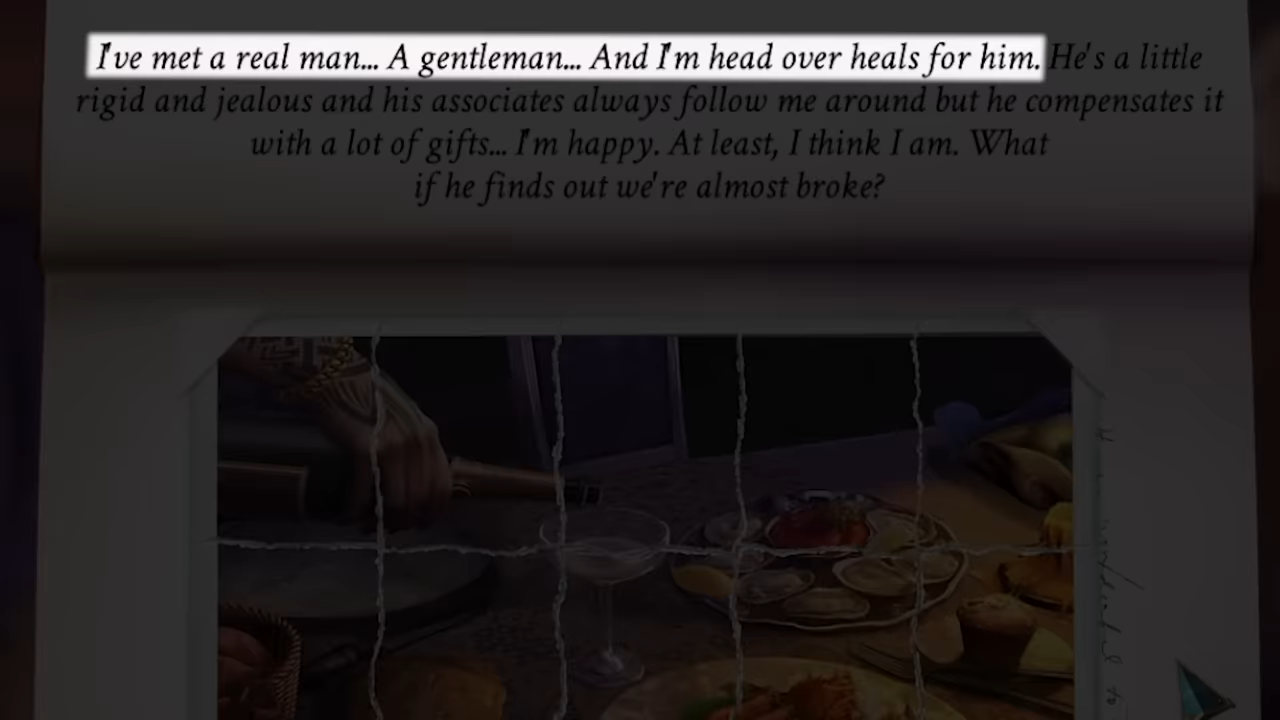 I've met a real man... A gentleman... And I'm head over heals for him. He's a little
rigid and jealous and his associates always follow me around but he compensates it
with a lot of gifts... I'm happy. At least, I think I am. What
if he finds out we're almost broke?